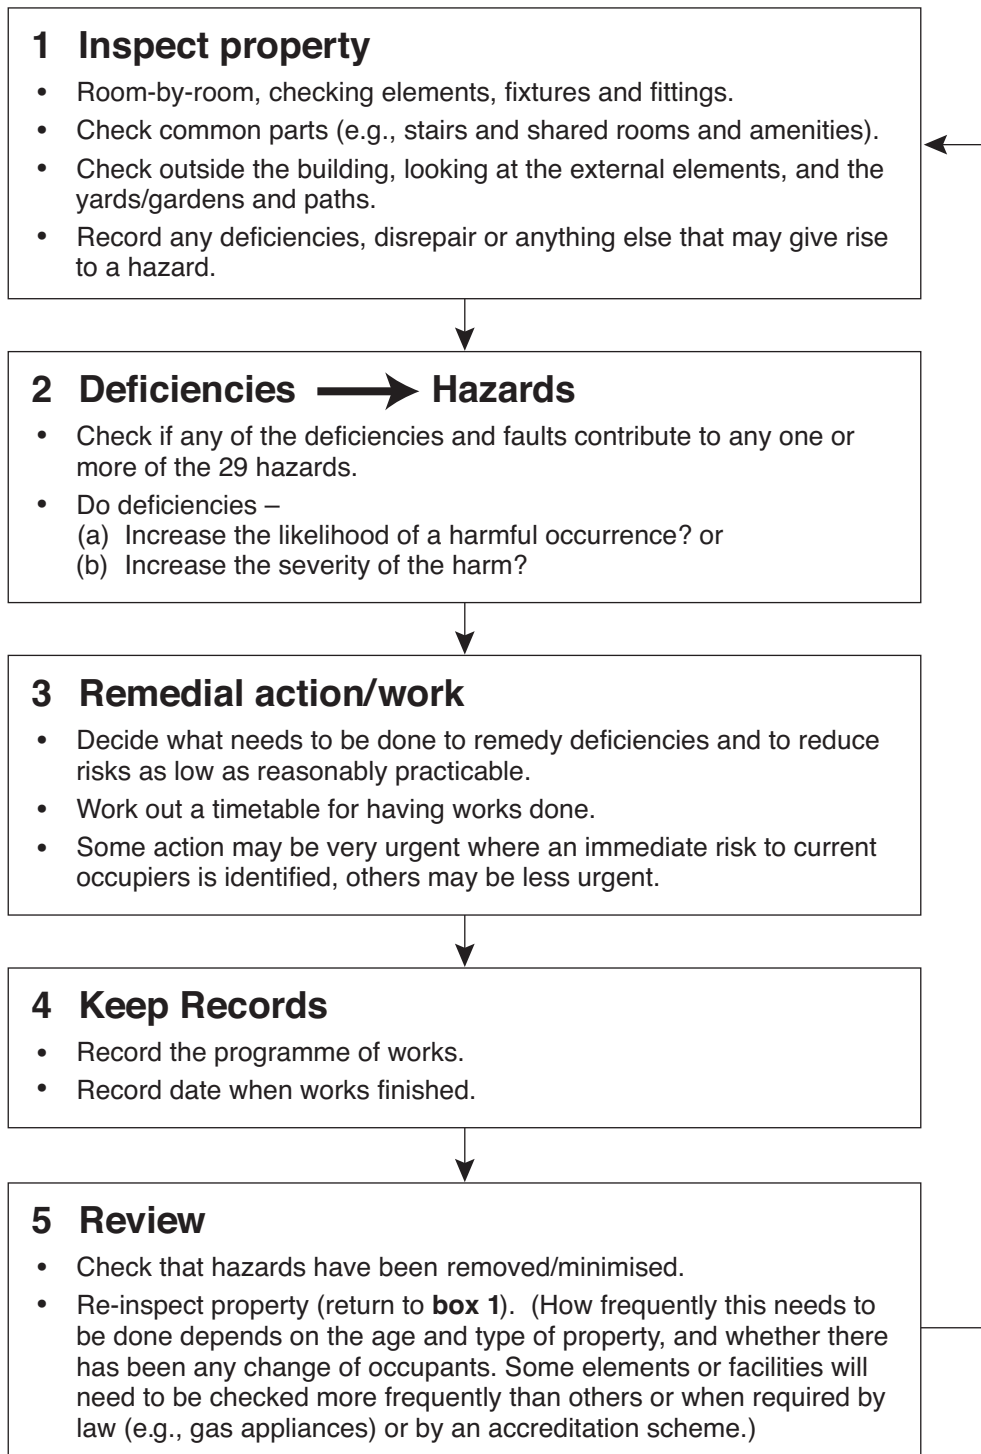 1 Inspect property
• Room-by-room, checking elements, fixtures and fittings.
• Check common parts (e.g., stairs and shared rooms and amenities).
• Check outside the building, looking at the external elements, and the
yards/gardens and paths.
• Record any deficiencies, disrepair or anything else that may give rise
to a hazard.
2 Deficiencies → Hazards
• Check if any of the deficiencies and faults contribute to any one or
more of the 29 hazards.
• Do deficiencies –
(a) Increase the likelihood of a harmful occurrence? or
(b) Increase the severity of the harm?
3 Remedial action/work
• Decide what needs to be done to remedy deficiencies and to reduce
risks as low as reasonably practicable.
• Work out a timetable for having works done.
• Some action may be very urgent where an immediate risk to current
occupiers is identified, others may be less urgent.
4 Keep Records
• Record the programme of works.
• Record date when works finished.
5 Review
• Check that hazards have been removed/minimised.
• Re-inspect property (return to box 1). (How frequently this needs to
be done depends on the age and type of property, and whether there
has been any change of occupants. Some elements or facilities will
need to be checked more frequently than others or when required by
law (e.g., gas appliances) or by an accreditation scheme.)